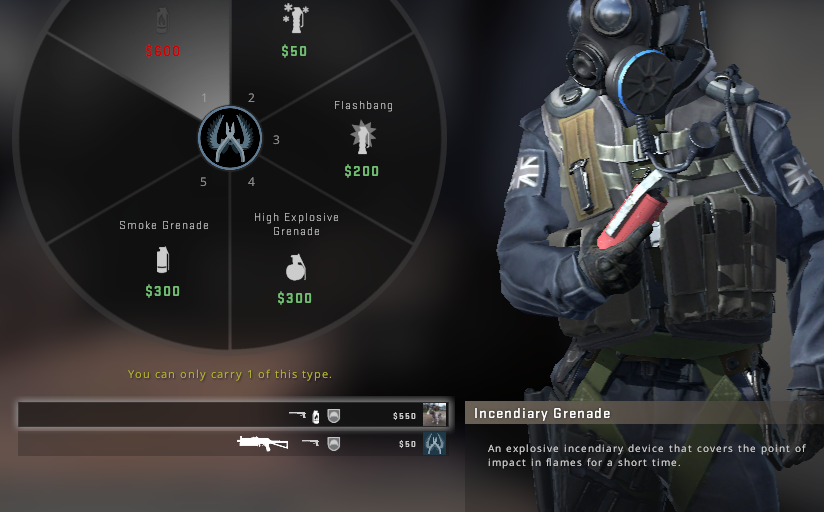 $600
$50
1
2
Flashbang
3
$200
5
4
Smoke Grenade
High Explosive
Grenade
$300
$300
You can only carry 1 of this type.
$550
$50
Incendiary Grenade
An explosive incendiary device that covers the point of
impact in flames for a short time.